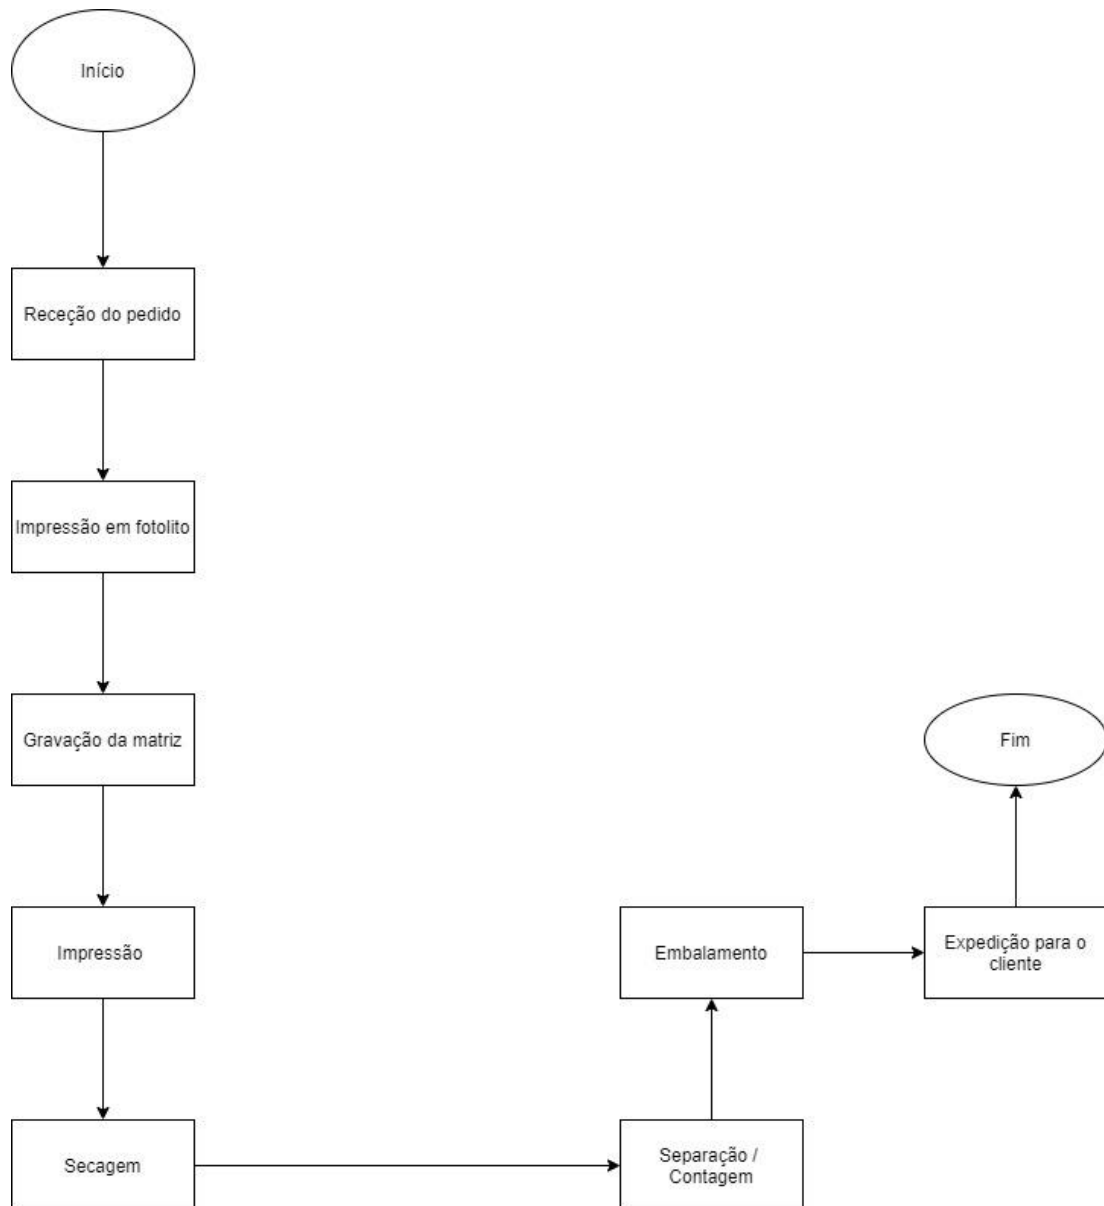 Início
Receção do pedido
Impressão em fotolito
Gravação da matriz
Impressão
Secagem
Separação /
Contagem
Embalamento
Expedição para o
cliente
Fim